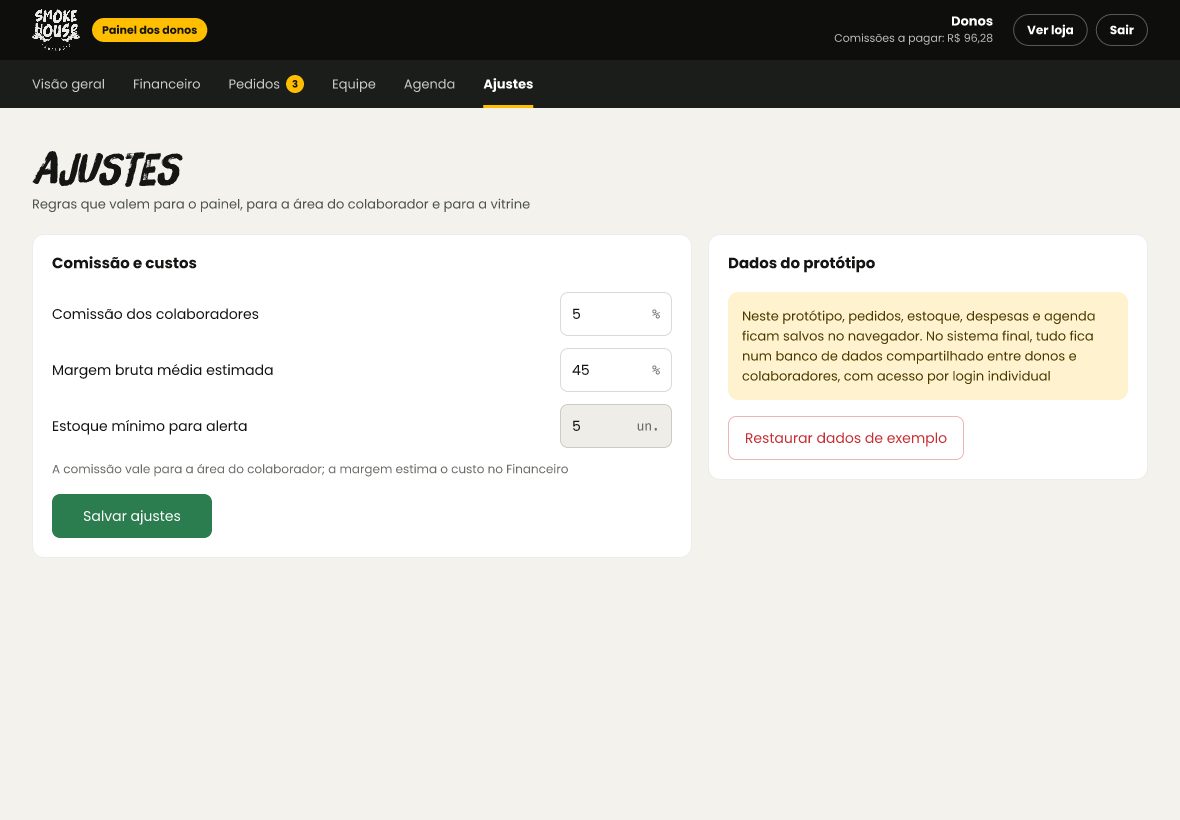 SMOKE
HOUSE
Painel dos donos
Donos
Comissões a pagar: R$ 96,28
Ver loja
Sair
Visão geral
Financeiro
Pedidos 3
Equipe
Agenda
Ajustes
AJUSTES
Regras que valem para o painel, para a área do colaborador e para a vitrine
Comissão e custos
Comissão dos colaboradores
5 %
Margem bruta média estimada
45 %
Estoque mínimo para alerta
5 un.
A comissão vale para a área do colaborador; a margem estima o custo no Financeiro
Salvar ajustes
Dados do protótipo
Neste protótipo, pedidos, estoque, despesas e agenda
ficam salvos no navegador. No sistema final, tudo fica
num banco de dados compartilhado entre donos e
colaboradores, com acesso por login individual
Restaurar dados de exemplo